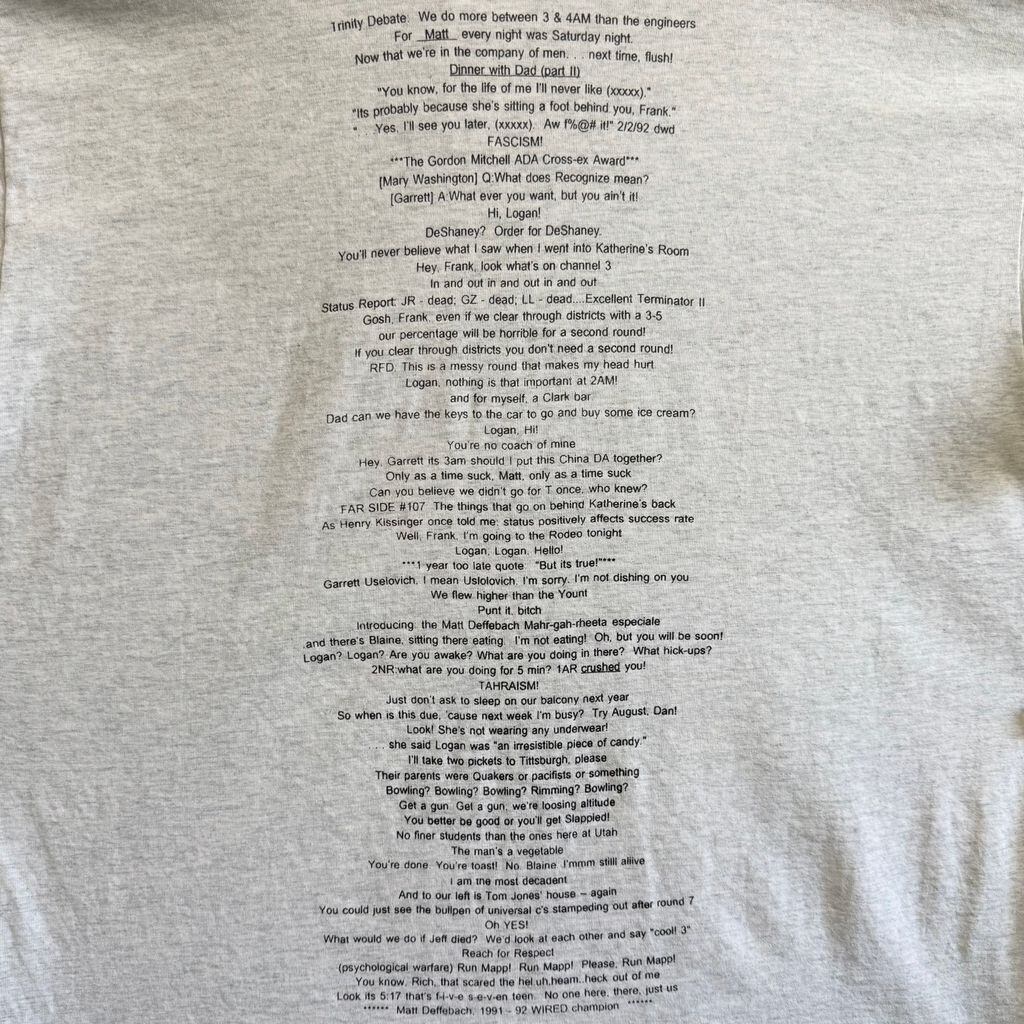 Trinity Debate: We do more between 3 & 4AM than the engineers
For _Matt_ every night was Saturday night.
Now that we're in the company of men. . . next time, flush!
Dinner with Dad (part II)
"You know, for the life of me I'll never like (xxxxx)."
"Its probably because she's sitting a foot behind you, Frank."
" . .Yes, I'll see you later, (xxxxx). Aw f%@# it!" 2/2/92 dwd
FASCISM!
***The Gordon Mitchell ADA Cross-ex Award***
[Mary Washington] Q:What does Recognize mean?
[Garrett] A:What ever you want, but you ain't it!
Hi, Logan!
DeShaney? Order for DeShaney.
You'll never believe what I saw when I went into Katherine's Room
Hey, Frank, look what's on channel 3
In and out in and out in and out
Status Report: JR - dead; GZ - dead; LL - dead....Excellent Terminator II
Gosh, Frank, even if we clear through districts with a 3-5
our percentage will be horrible for a second round!
If you clear through districts you don't need a second round!
RFD: This is a messy round that makes my head hurt.
Logan, nothing is that important at 2AM!
and for myself, a Clark bar
Dad can we have the keys to the car to go and buy some ice cream?
Logan, Hi!
You're no coach of mine
Hey, Garrett its 3am should I put this China DA together?
Only as a time suck, Matt, only as a time suck
Can you believe we didn't go for T once, who knew?
FAR SIDE #107 The things that go on behind Katherine's back
As Henry Kissinger once told me: status positively affects success rate
Well, Frank, I'm going to the Rodeo tonight
Logan, Logan, Hello!
***1 year too late quote: "But its true!"***
Garrett Uselovich, I mean Uslolovich, I'm sorry, I'm not dishing on you
We flew higher than the Yount
Punt it, bitch
Introducing: the Matt Deffebach Mahr-gah-rheeta especiale
.and there's Blaine, sitting there eating. I'm not eating! Oh, but you will be soon!
Logan? Logan? Are you awake? What are you doing in there? What hick-ups?
2NR:what are you doing for 5 min? 1AR crushed you!
TAHRAISM!
Just don't ask to sleep on our balcony next year
So when is this due, 'cause next week I'm busy? Try August, Dan!
Look! She's not wearing any underwear!
. . . she said Logan was "an irresistible piece of candy."
I'll take two pickets to Tittsburgh, please
Their parents were Quakers or pacifists or something
Bowling? Bowling? Bowling? Rimming? Bowling?
Get a gun Get a gun, we're loosing altitude
You better be good or you'll get Slappled!
No finer students than the ones here at Utah
The man's a vegetable
You're done. You're toast! No, Blaine, I'mmm stilll aliive
I am the most decadent
And to our left is Tom Jones' house – again
You could just see the bullpen of universal c's stampeding out after round 7
Oh YES!
What would we do if Jeff died? We'd look at each other and say "cool! 3"
Reach for Respect
(psychological warfare) Run Mapp! Run Mapp! Please, Run Mapp!
You know, Rich, that scared the hel.uh.heam..heck out of me
Look its 5:17 that's f-i-v-e s-e-v-en teen. No one here, there, just us
****** Matt Deffebach, 1991 - 92 WIRED champion ******